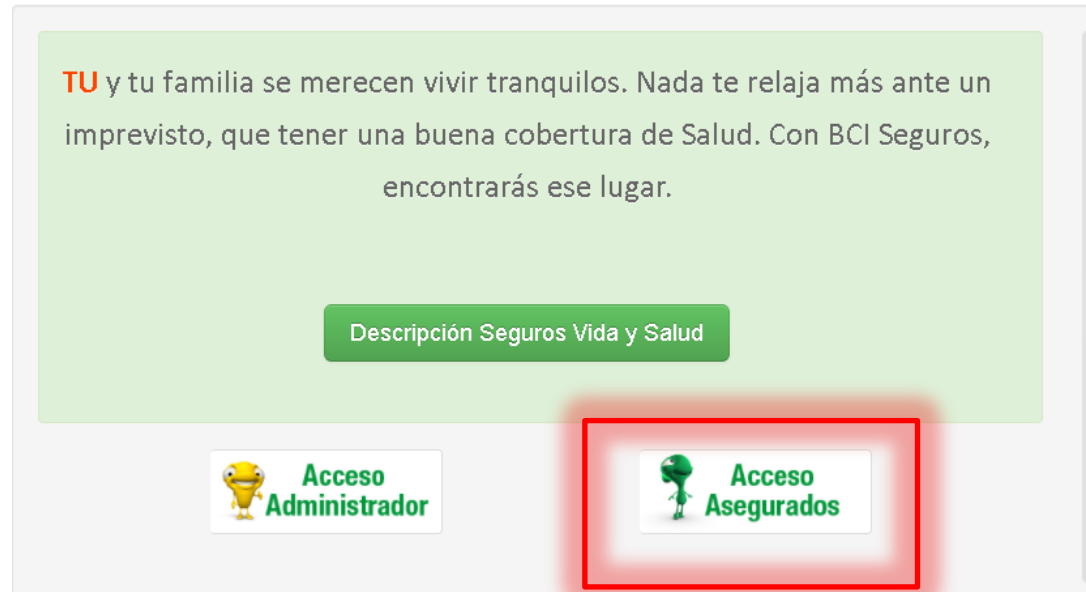 TU y tu familia se merecen vivir tranquilos. Nada te relaja más ante un
imprevisto, que tener una buena cobertura de Salud. Con BCI Seguros,
encontrarás ese lugar.
Descripción Seguros Vida y Salud
Acceso
Administrador
Acceso
Asegurados